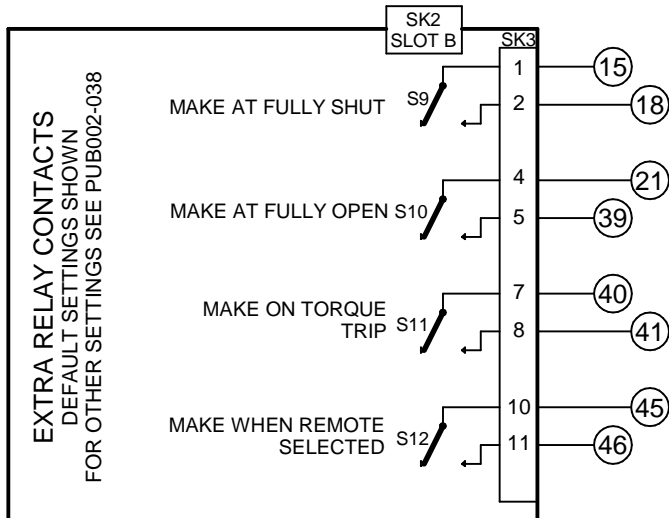 SK2
SLOT B
SK3
EXTRA RELAY CONTACTS
DEFAULT SETTINGS SHOWN
FOR OTHER SETTINGS SEE PUB002-038
MAKE AT FULLY SHUT S9
1 15
2 18
MAKE AT FULLY OPEN S10
4 21
5 39
MAKE ON TORQUE
TRIP S11
7 40
8 41
MAKE WHEN REMOTE
SELECTED S12
10 45
11 46